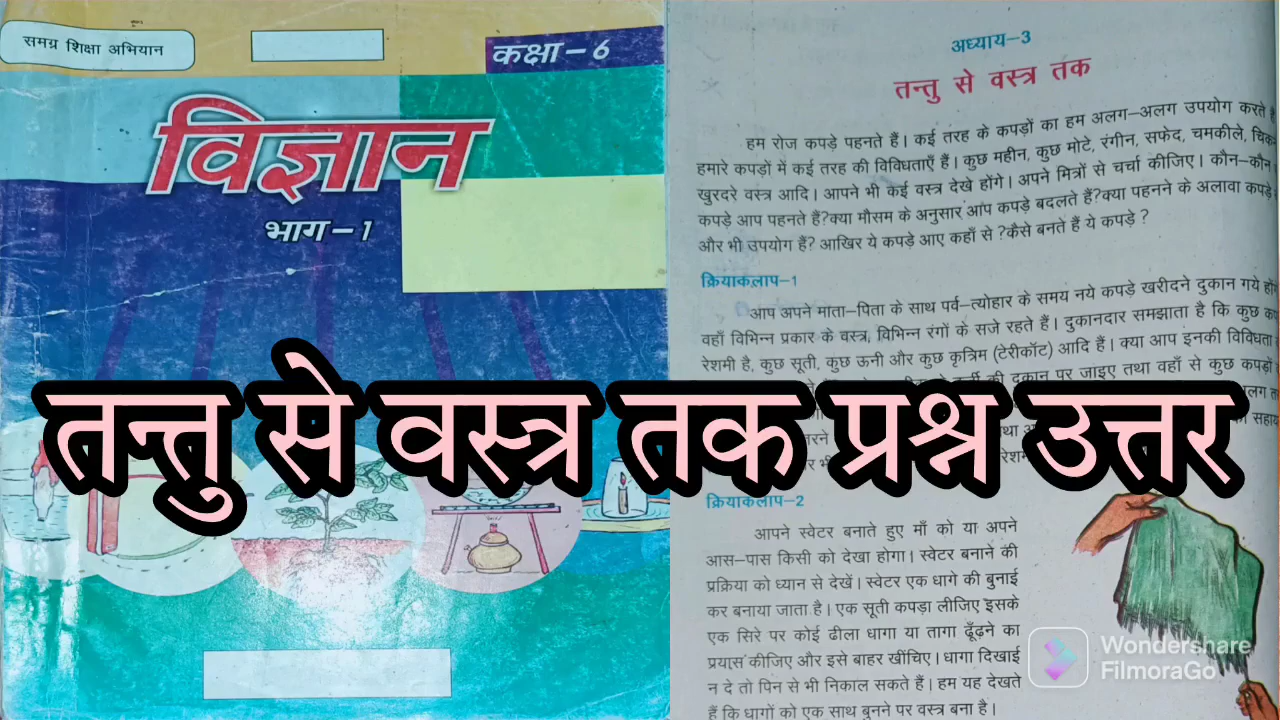 समग्र शिक्षा अभियान
कक्षा – 6
विज्ञान
भाग – 1
अध्याय–3
तन्तु से वस्त्र तक
हम रोज कपड़े पहनते हैं। कई तरह के कपड़ों का हम अलग–अलग उपयोग करते
हमारे कपड़ों में कई तरह की विविधताएँ हैं। कुछ महीन, कुछ मोटे, रंगीन, सफेद, चमकीले,
खुरदरे वस्त्र आदि। आपने भी कई वस्त्र देखे होंगे। अपने मित्रों से चर्चा कीजिए। कौन–कौन
कपड़े आप पहनते हैं?क्या मौसम के अनुसार आप कपड़े बदलते हैं?क्या पहनने के अलावा कपड़े
और भी उपयोग हैं? आखिर ये कपड़े आए कहाँ से ?कैसे बनते हैं ये कपड़े ?
क्रियाकलाप–1
आप अपने माता–पिता के साथ पर्व–त्योहार के समय नये कपड़े खरीदने दुकान गये
वहाँ विभिन्न प्रकार के वस्त्र, विभिन्न रंगों के सजे रहते हैं। दुकानदार समझाता है कि कुछ
रेशमी है, कुछ सूती, कुछ ऊनी और कुछ कृत्रिम (टेरीकॉट) आदि हैं। क्या आप इनकी विविधता
की दुकान पर जाइए तथा वहाँ से कुछ कपड़ों
तन्तु से वस्त्र तक प्रश्न उत्तर
क्रियाकलाप–2
आपने स्वेटर बनाते हुए माँ को या अपने
आस–पास किसी को देखा होगा। स्वेटर बनाने की
प्रक्रिया को ध्यान से देखें। स्वेटर एक धागे की बुनाई
कर बनाया जाता है। एक सूती कपड़ा लीजिए इसके
एक सिरे पर कोई ढीला धागा या तागा ढूँढ़ने का
प्रयास कीजिए और इसे बाहर खींचिए। धागा दिखाई
न दे तो पिन से भी निकाल सकते हैं। हम यह देखते
हैं कि धागों को एक साथ बुनने पर वस्त्र बना है।
Wondershare
FilmoraGo